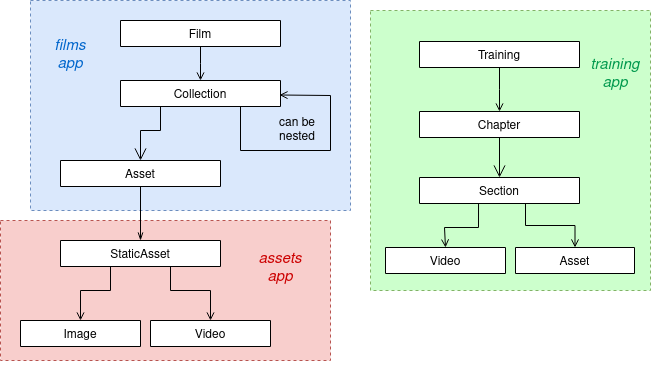 films
app
Film
Collection
can be
nested
Asset
StaticAsset
assets
app
Image
Video
training
app
Training
Chapter
Section
Video
Asset